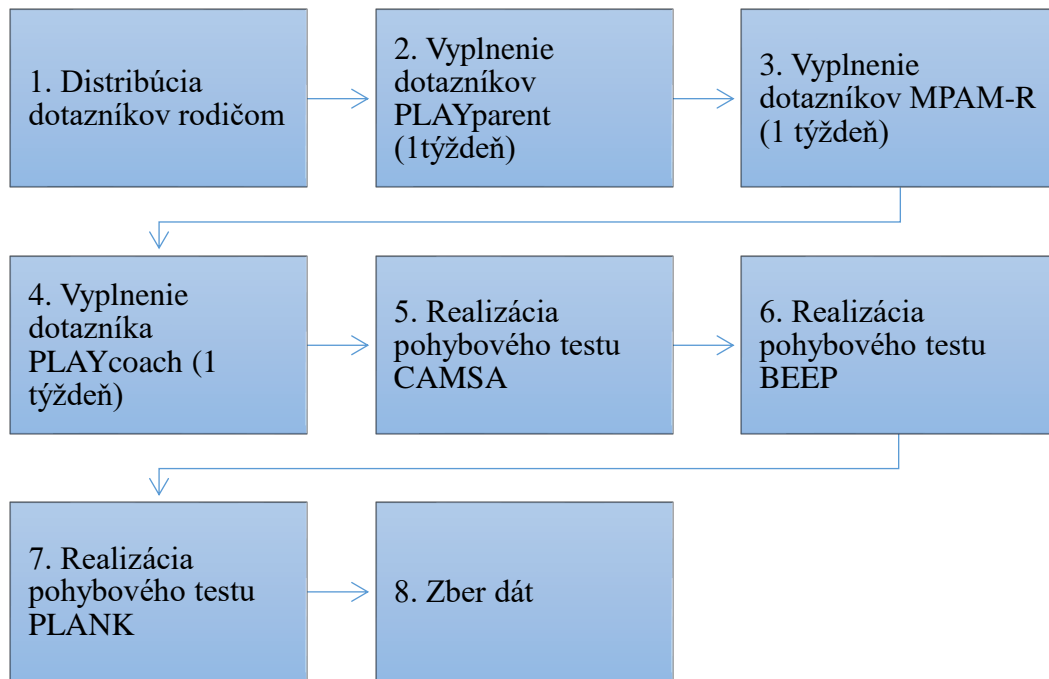 1. Distribúcia
dotazníkov rodičom
2. Vyplnenie
dotazníkov
PLAYparent
(1týždeň)
3. Vyplnenie
dotazníkov MPAM-R
(1 týždeň)
4. Vyplnenie
dotazníka
PLAYcoach (1
týždeň)
5. Realizácia
pohybového testu
CAMSA
6. Realizácia
pohybového testu
BEEP
7. Realizácia
pohybového testu
PLANK
8. Zber dát